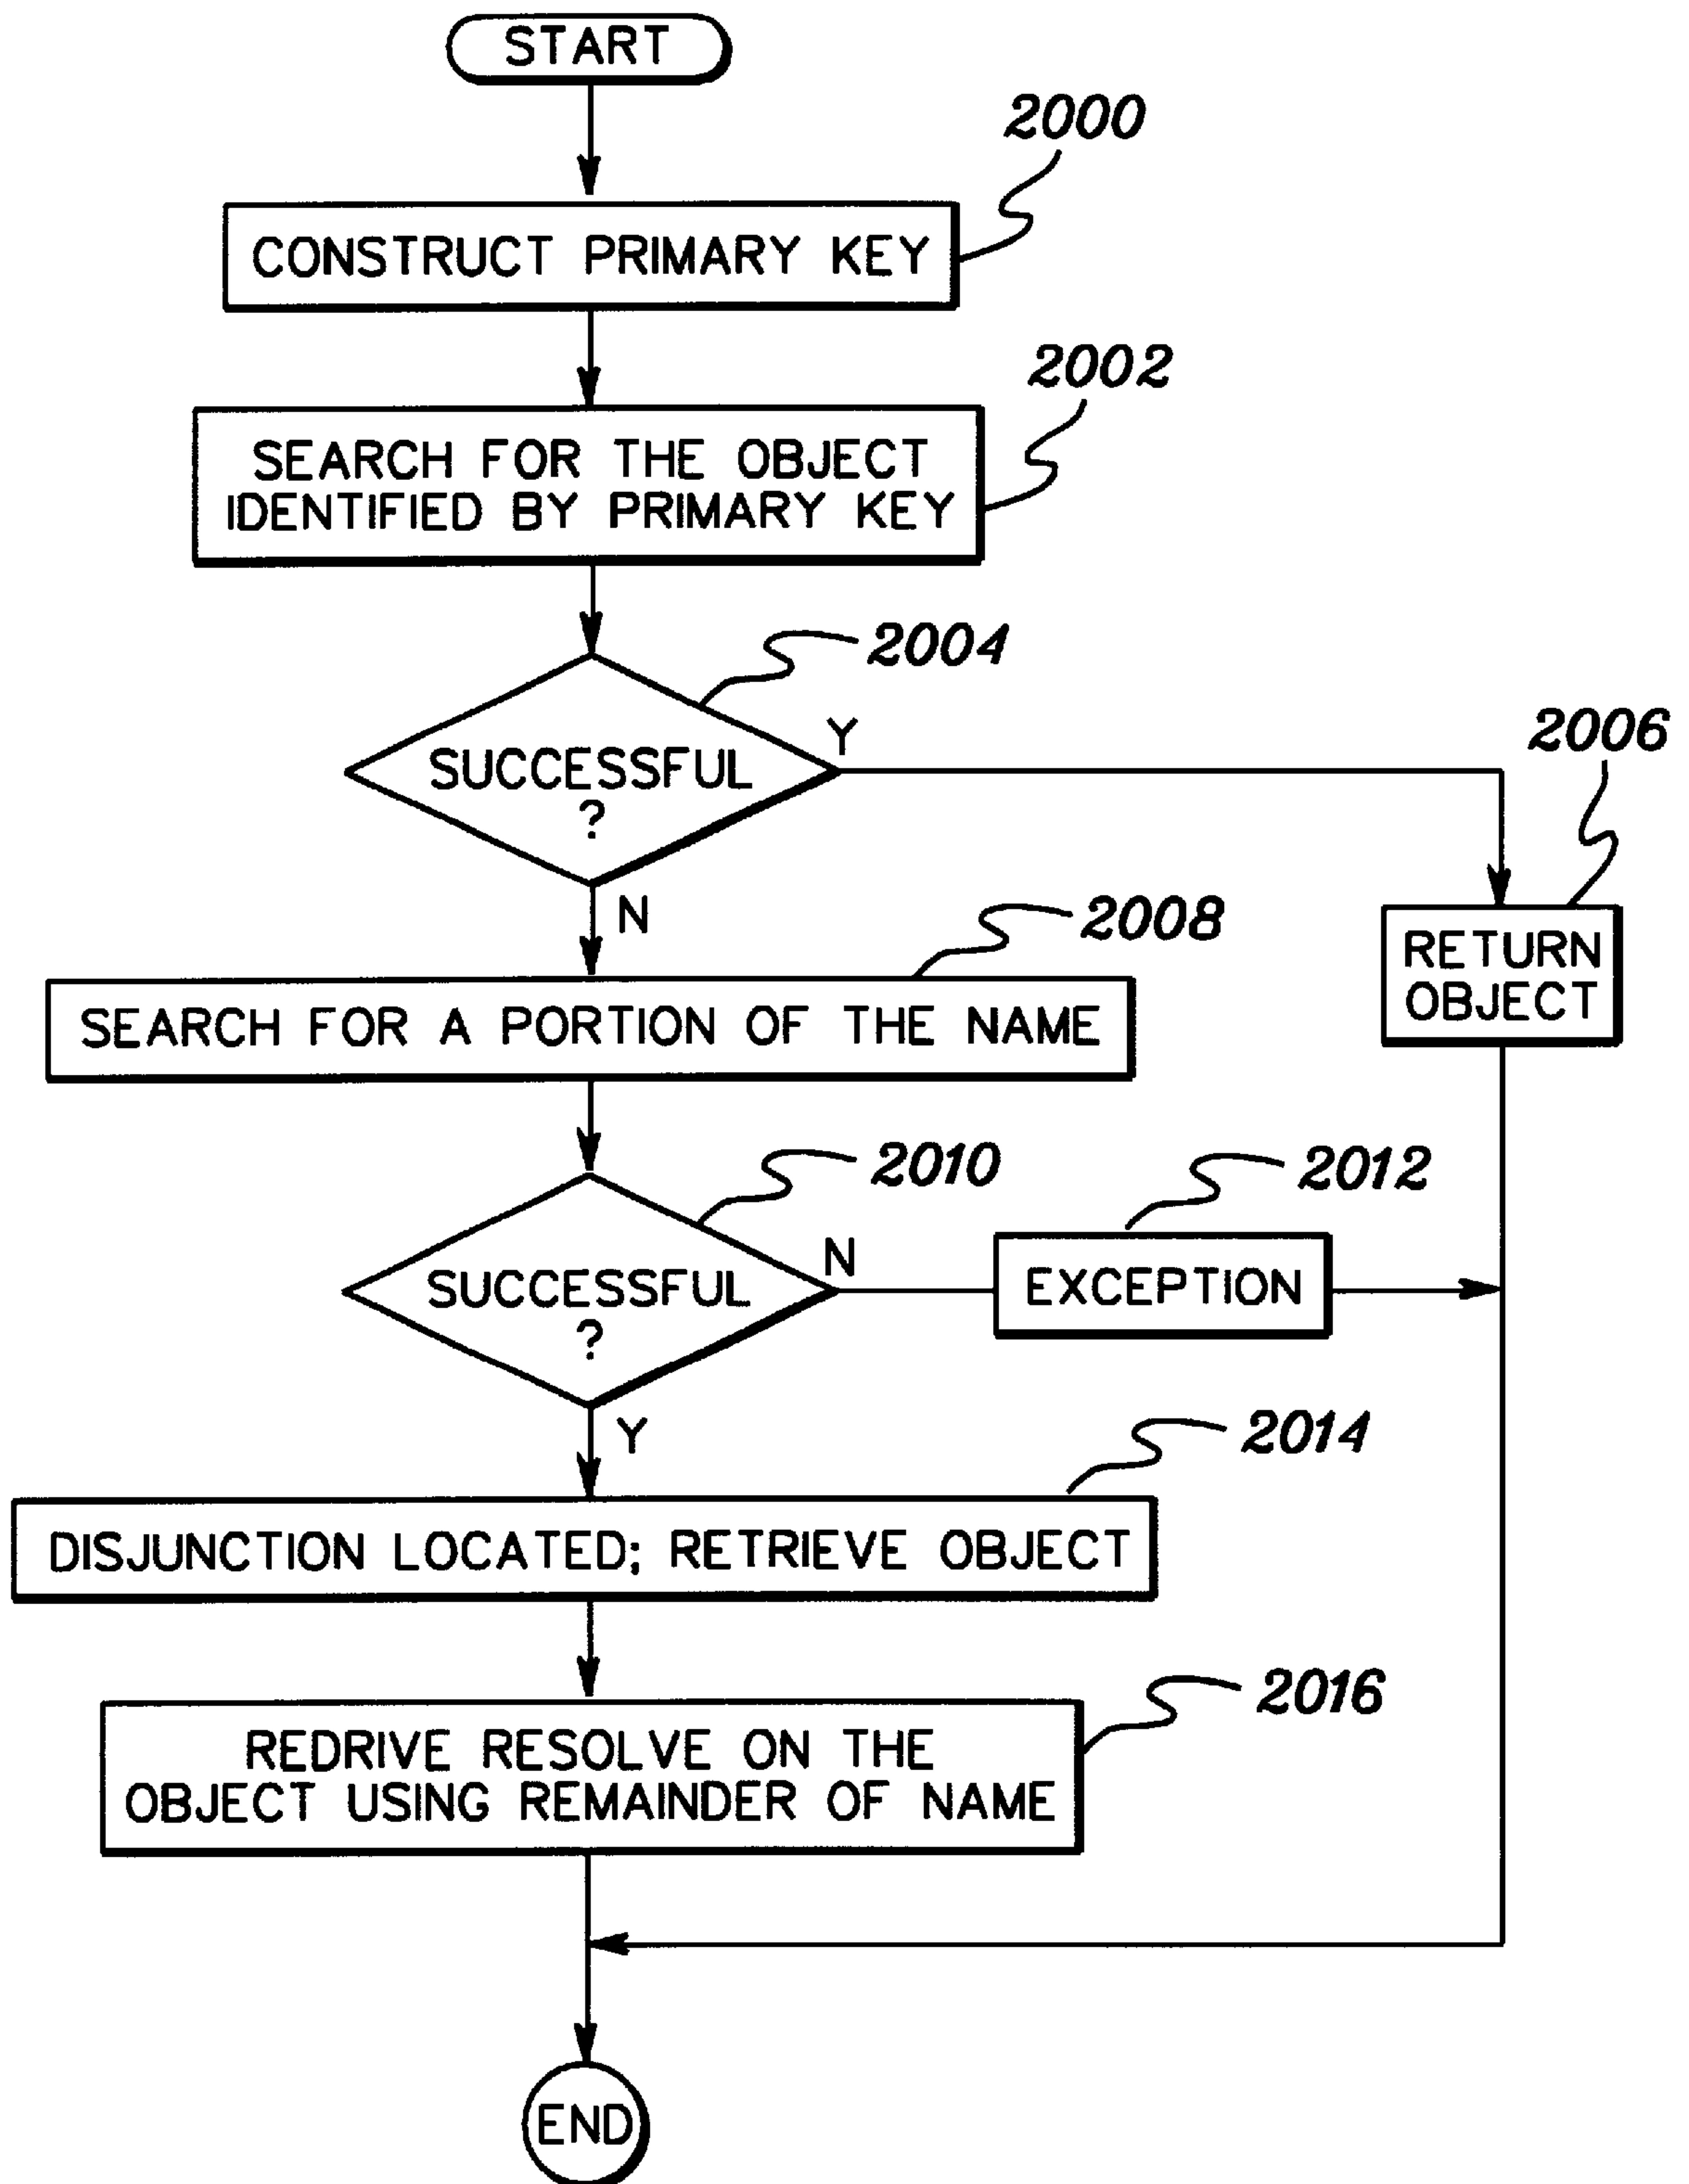 START
2000
CONSTRUCT PRIMARY KEY
2002
SEARCH FOR THE OBJECT
IDENTIFIED BY PRIMARY KEY
2004
SUCCESSFUL
?
Y
N
2006
RETURN
OBJECT
2008
SEARCH FOR A PORTION OF THE NAME
2010
SUCCESSFUL
?
N
Y
2012
EXCEPTION
2014
DISJUNCTION LOCATED; RETRIEVE OBJECT
2016
REDRIVE RESOLVE ON THE
OBJECT USING REMAINDER OF NAME
END